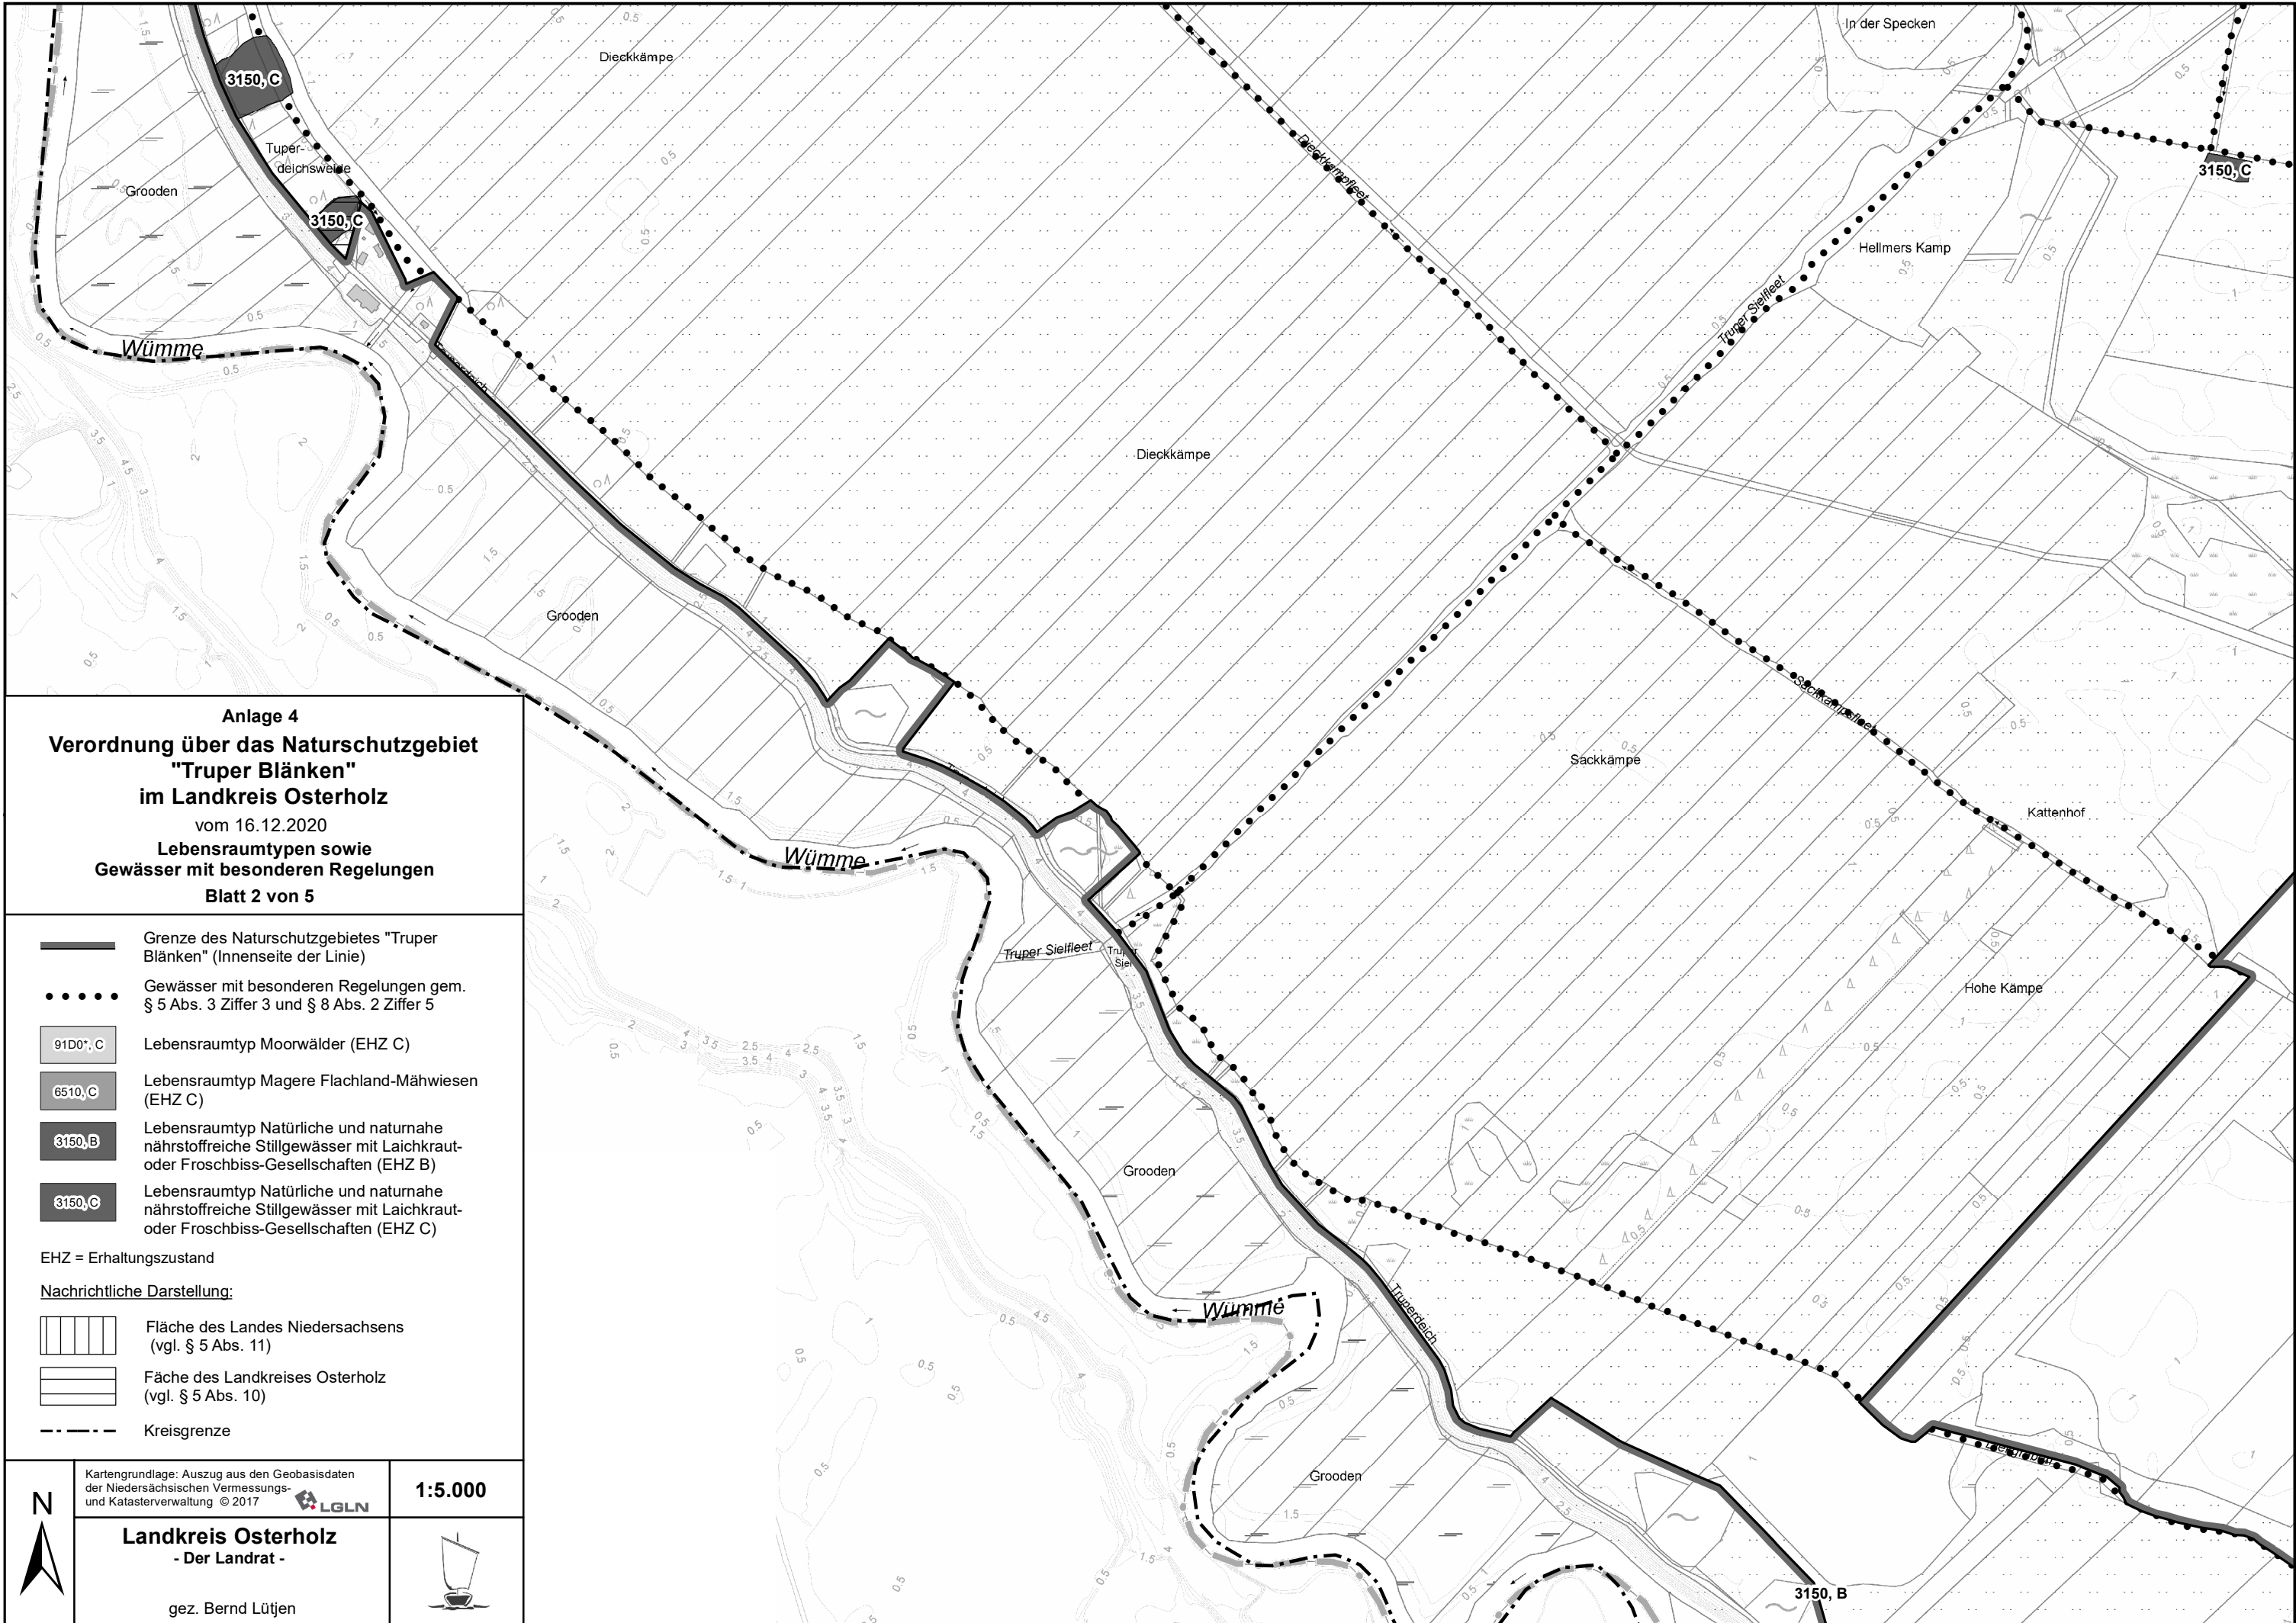 In der Specken
Dieckkämpe
3150, C
Tuper-
deichsweide
Grooden
3150, C
3150, C
Dieckkampfleet
Hellmers Kamp
Truper Sielfleet
Wümme
Dieckkämpe
Grooden
Sackkampsfleet
Sackkämpe
Kattenhof
Wümme
Truper Sielfleet
Truper
Siel
Hohe Kämpe
Grooden
Wümme
Truperdeich
Grooden
3150, B
Anlage 4
Verordnung über das Naturschutzgebiet
"Truper Blänken"
im Landkreis Osterholz
vom 16.12.2020
Lebensraumtypen sowie
Gewässer mit besonderen Regelungen
Blatt 2 von 5
Grenze des Naturschutzgebietes "Truper
Blänken" (Innenseite der Linie)
Gewässer mit besonderen Regelungen gem.
§ 5 Abs. 3 Ziffer 3 und § 8 Abs. 2 Ziffer 5
91D0*, C
Lebensraumtyp Moorwälder (EHZ C)
6510, C
Lebensraumtyp Magere Flachland-Mähwiesen
(EHZ C)
3150, B
Lebensraumtyp Natürliche und naturnahe
nährstoffreiche Stillgewässer mit Laichkraut-
oder Froschbiss-Gesellschaften (EHZ B)
3150, C
Lebensraumtyp Natürliche und naturnahe
nährstoffreiche Stillgewässer mit Laichkraut-
oder Froschbiss-Gesellschaften (EHZ C)
EHZ = Erhaltungszustand
Nachrichtliche Darstellung:
Fläche des Landes Niedersachsens
(vgl. § 5 Abs. 11)
Fäche des Landkreises Osterholz
(vgl. § 5 Abs. 10)
Kreisgrenze
N
Kartengrundlage: Auszug aus den Geobasisdaten
der Niedersächsischen Vermessungs-
und Katasterverwaltung © 2017
LGLN
1:5.000
Landkreis Osterholz
- Der Landrat -
gez. Bernd Lütjen